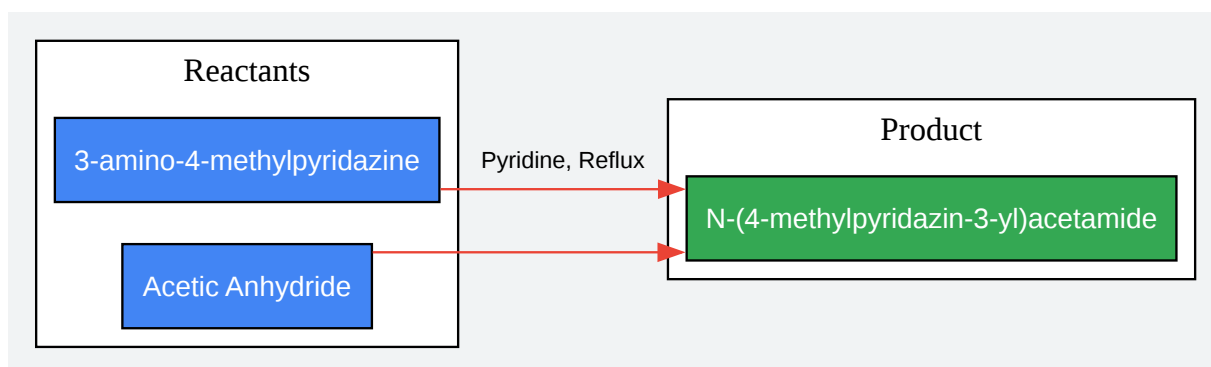 Reactants
3-amino-4-methylpyridazine
Acetic Anhydride
Pyridine, Reflux
Product
N-(4-methylpyridazin-3-yl)acetamide